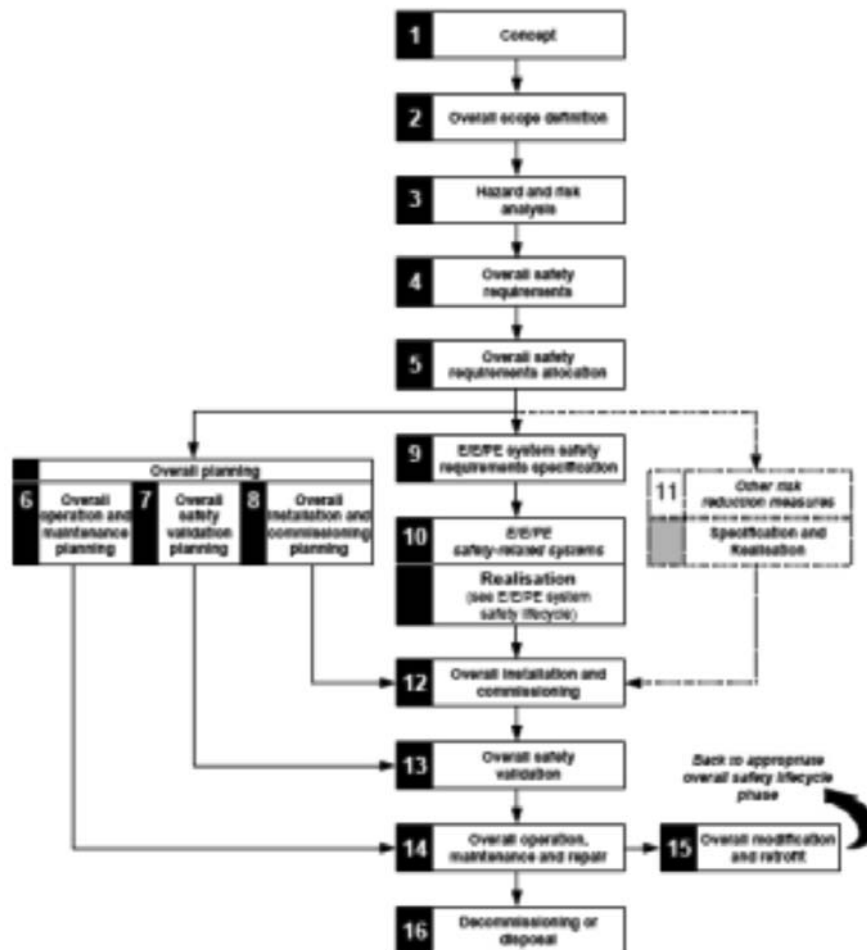 1
Concept
2
Overall scope definition
3
Hazard and risk
analysis
4
Overall safety
requirements
5
Overall safety
requirements allocation
Overall planning
6
Overall
operation and
maintenance
planning
7
Overall
safety
validation
planning
8
Overall
installation and
commissioning
planning
9
E/E/PE system safety
requirements specification
10
E/E/PE
safety-related systems
Realisation
(see E/E/PE system
safety lifecycle)
11
Other risk
reduction measures
Specification and
Realisation
12
Overall installation and
commissioning
13
Overall safety
validation
Back to appropriate
overall safety lifecycle
phase
14
Overall operation,
maintenance and repair
15
Overall modification
and retrofit
16
Decommissioning or
disposal